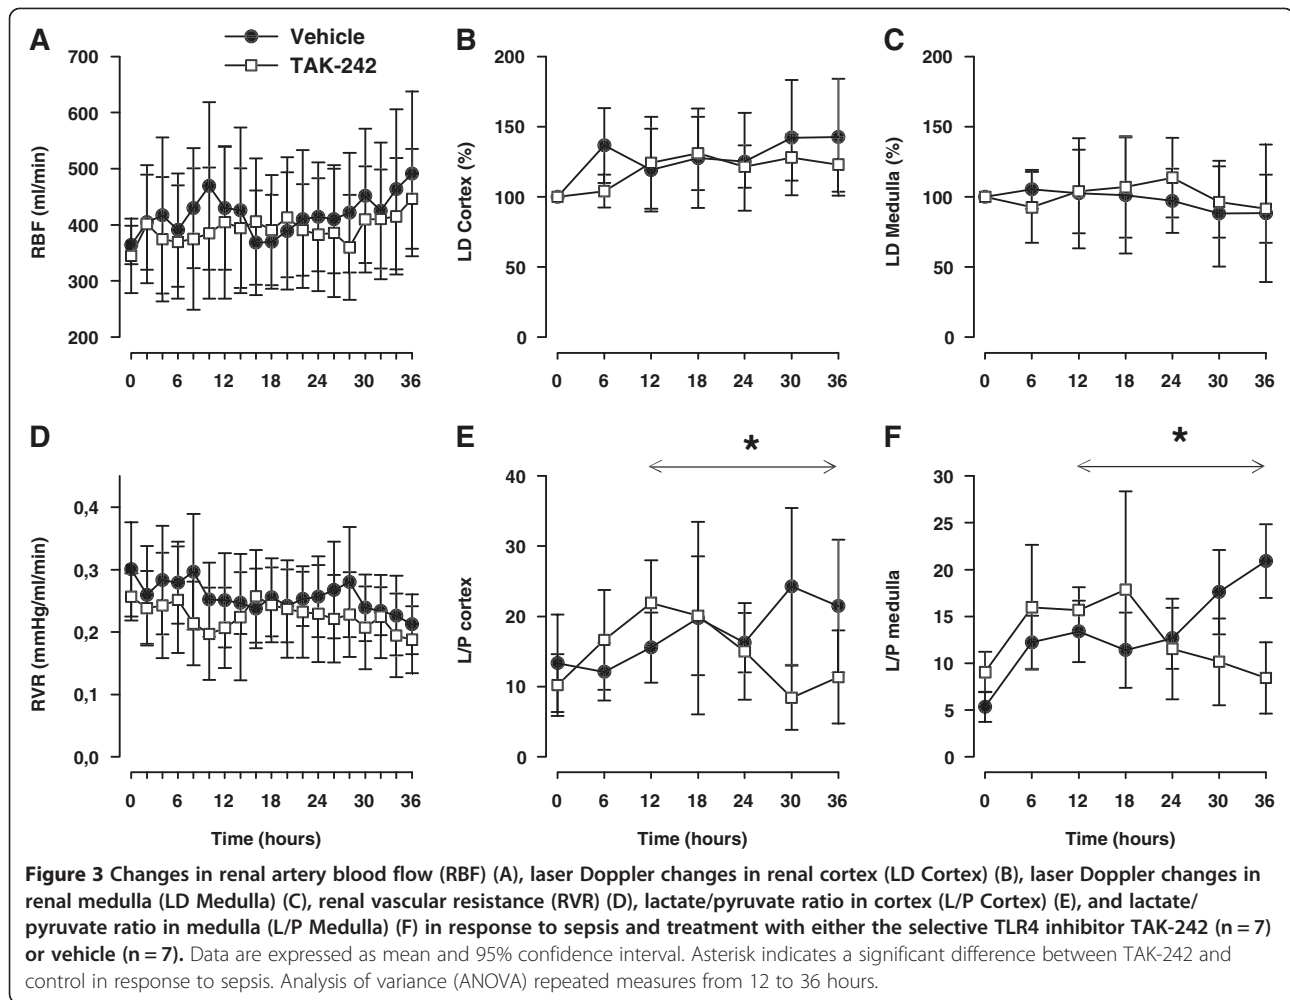 A
Vehicle
TAK-242
B
C
700
600
500
400
300
200
RBF (ml/min)
0 6 12 18 24 30 36
200
150
100
50
0
LD Cortex (%)
0 6 12 18 24 30 36
200
150
100
50
0
LD Medulla (%)
0 6 12 18 24 30 36
D
0,4
0,3
0,2
0,1
0,0
RVR (mmHg/ml/min)
0 6 12 18 24 30 36
Time (hours)
E
*
40
30
20
10
0
L/P cortex
0 6 12 18 24 30 36
Time (hours)
F
*
30
25
20
15
10
5
0
L/P medulla
0 6 12 18 24 30 36
Time (hours)
Figure 3 Changes in renal artery blood flow (RBF) (A), laser Doppler changes in renal cortex (LD Cortex) (B), laser Doppler changes in
renal medulla (LD Medulla) (C), renal vascular resistance (RVR) (D), lactate/pyruvate ratio in cortex (L/P Cortex) (E), and lactate/
pyruvate ratio in medulla (L/P Medulla) (F) in response to sepsis and treatment with either the selective TLR4 inhibitor TAK-242 (n = 7)
or vehicle (n = 7). Data are expressed as mean and 95% confidence interval. Asterisk indicates a significant difference between TAK-242 and
control in response to sepsis. Analysis of variance (ANOVA) repeated measures from 12 to 36 hours.